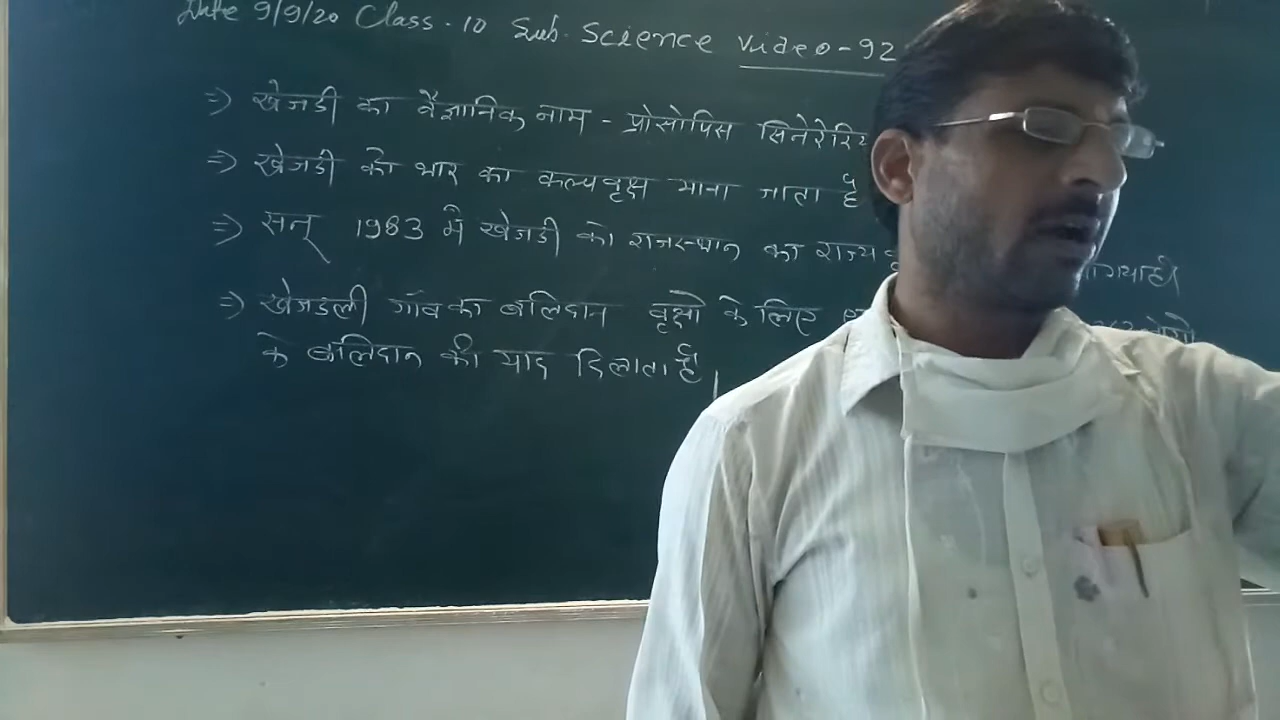 Date 9/9/20 Class-10 Sub. Science Video-92
⇒ खेजडी का वैज्ञानिक नाम - प्रोसोपिस
⇒ खेजडी को थार का कल्पवृक्ष माना जाता है
⇒ सन् 1983 में खेजडी को राजस्थान का राज्य
⇒ खेजडली गाँव का बलिदान वृक्षो के लिए
के बलिदान की याद दिलाता है।